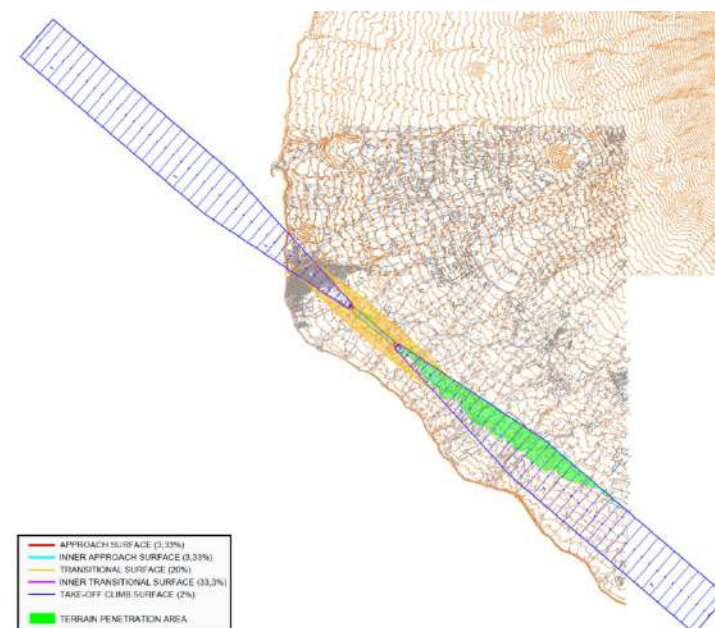 APPROACH SURFACE (3,33%)
INNER APPROACH SURFACE (3,33%)
TRANSITIONAL SURFACE (20%)
INNER TRANSITIONAL SURFACE (33,3%)
TAKE-OFF CLIMB SURFACE (2%)
TERRAIN PENETRATION AREA